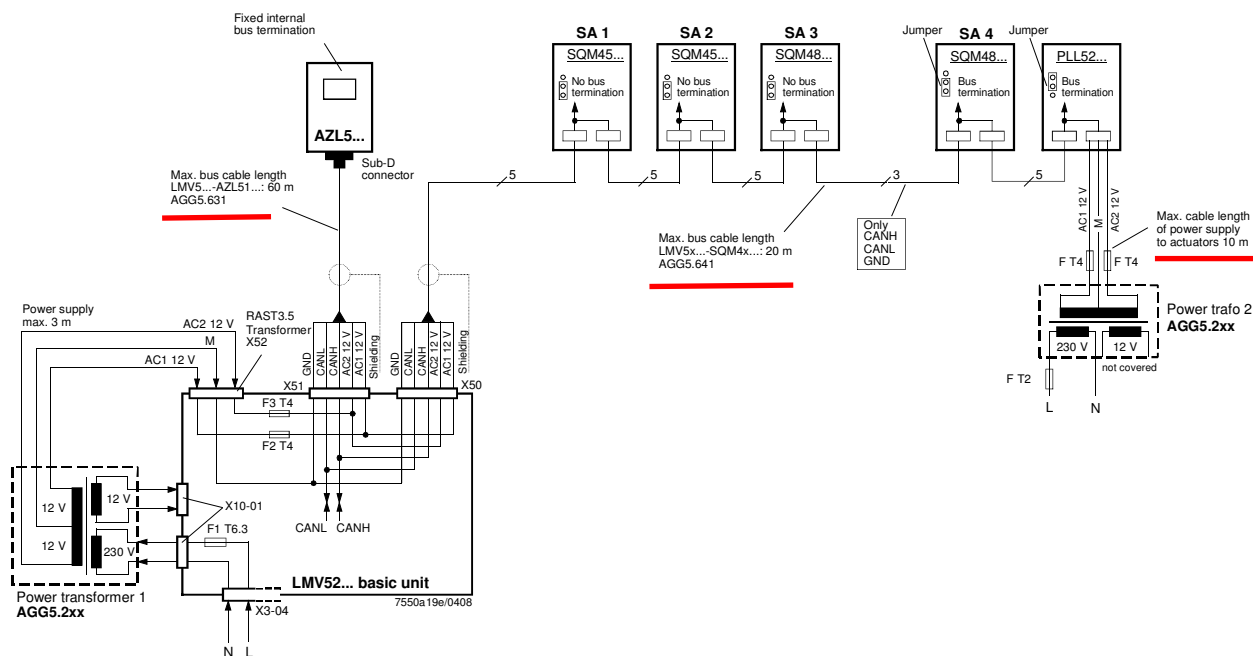 Fixed internal
bus termination
AZL5...
Sub-D
connector
Max. bus cable length
LMV5...-AZL51...: 60 m
AGG5.631
SA 1
SQM45...
No bus
termination
SA 2
SQM45...
No bus
termination
SA 3
SQM48...
No bus
termination
Jumper
SA 4
SQM48...
Bus
termination
Jumper
PLL52...
Bus
termination
5
5
5
3
5
Only
CANH
CANL
GND
Max. bus cable length
LMV5x...-SQM4x...: 20 m
AGG5.641
AC1 12 V
M
AC2 12 V
Max. cable length
of power supply
to actuators 10 m
F T4
F T4
Power trafo 2
AGG5.2xx
230 V
12 V
not covered
F T2
L
N
Power supply
max. 3 m
AC2 12 V
M
AC1 12 V
RAST3.5
Transformer
X52
GND
CANL
CANH
AC2 12 V
AC1 12 V
Shielding
GND
CANL
CANH
AC2 12 V
AC1 12 V
Shielding
X51
X50
F3 T4
F2 T4
CANL
CANH
12 V
12 V
12 V
230 V
X10-01
F1 T6.3
LMV52... basic unit
7550a19e/0408
Power transformer 1
AGG5.2xx
X3-04
N
L